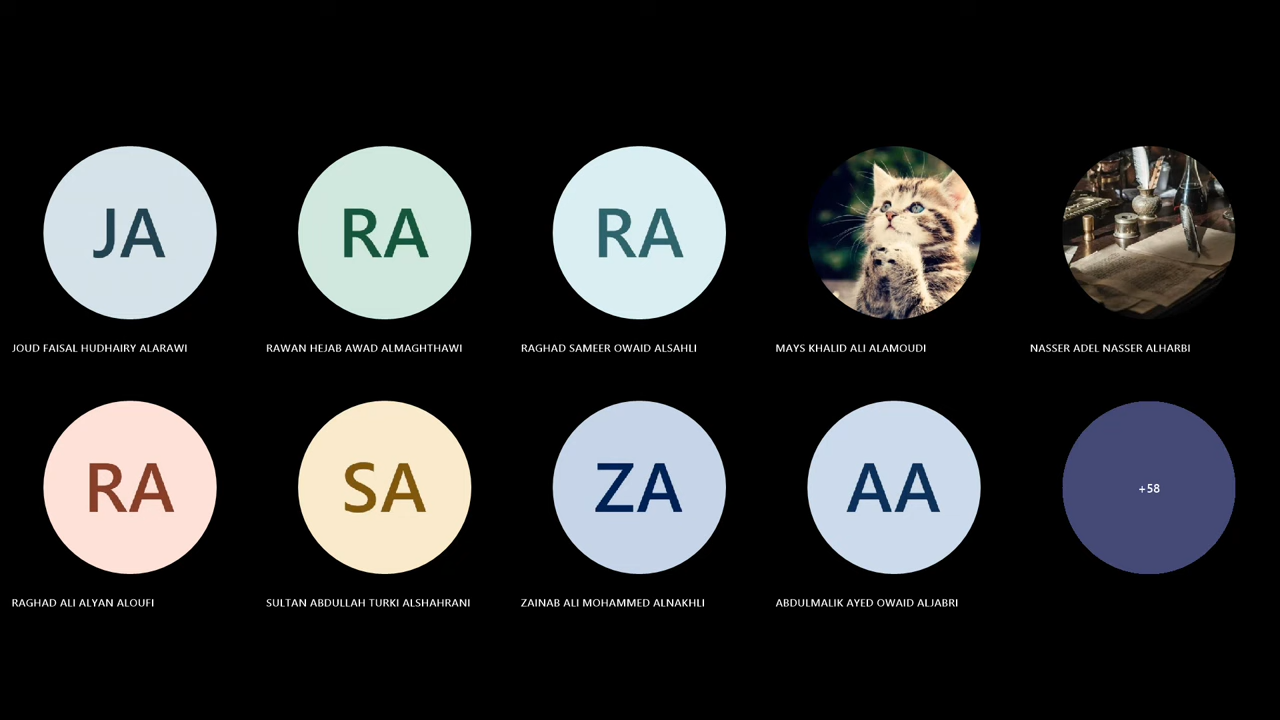 JA
RA
RA
JOUD FAISAL HUDHAIRY ALARAWI
RAWAN HEJAB AWAD ALMAGHTHAWI
RAGHAD SAMEER OWAID ALSAHLI
MAYS KHALID ALI ALAMOUDI
NASSER ADEL NASSER ALHARBI
RA
SA
ZA
AA
+58
RAGHAD ALI ALYAN ALOUFI
SULTAN ABDULLAH TURKI ALSHAHRANI
ZAINAB ALI MOHAMMED ALNAKHLI
ABDULMALIK AYED OWAID ALJABRI